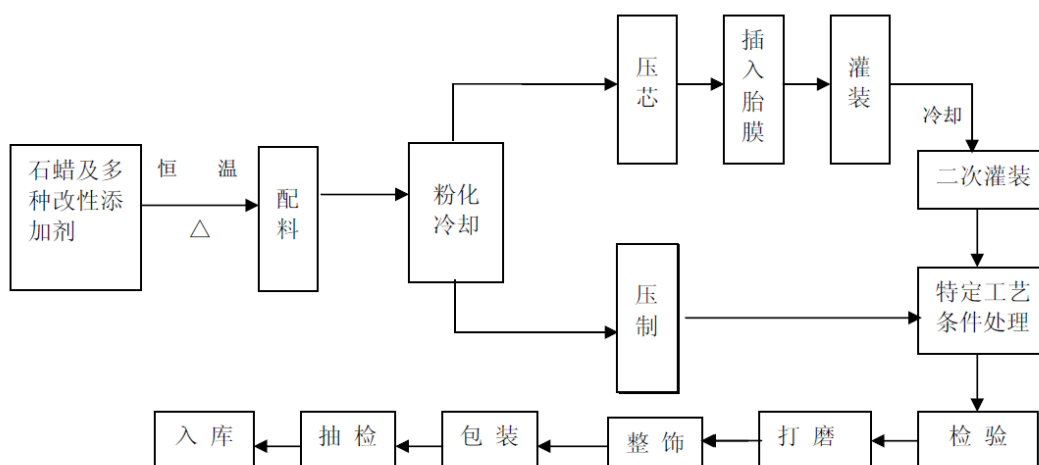 石蜡及多
种改性添
加剂
恒 温
△
配
料
粉化
冷却
压
芯
插
入
胎
膜
灌
装
冷却
二次灌装
压
制
特定工艺
条件处理
检 验
打 磨
整 饰
包 装
抽 检
入 库